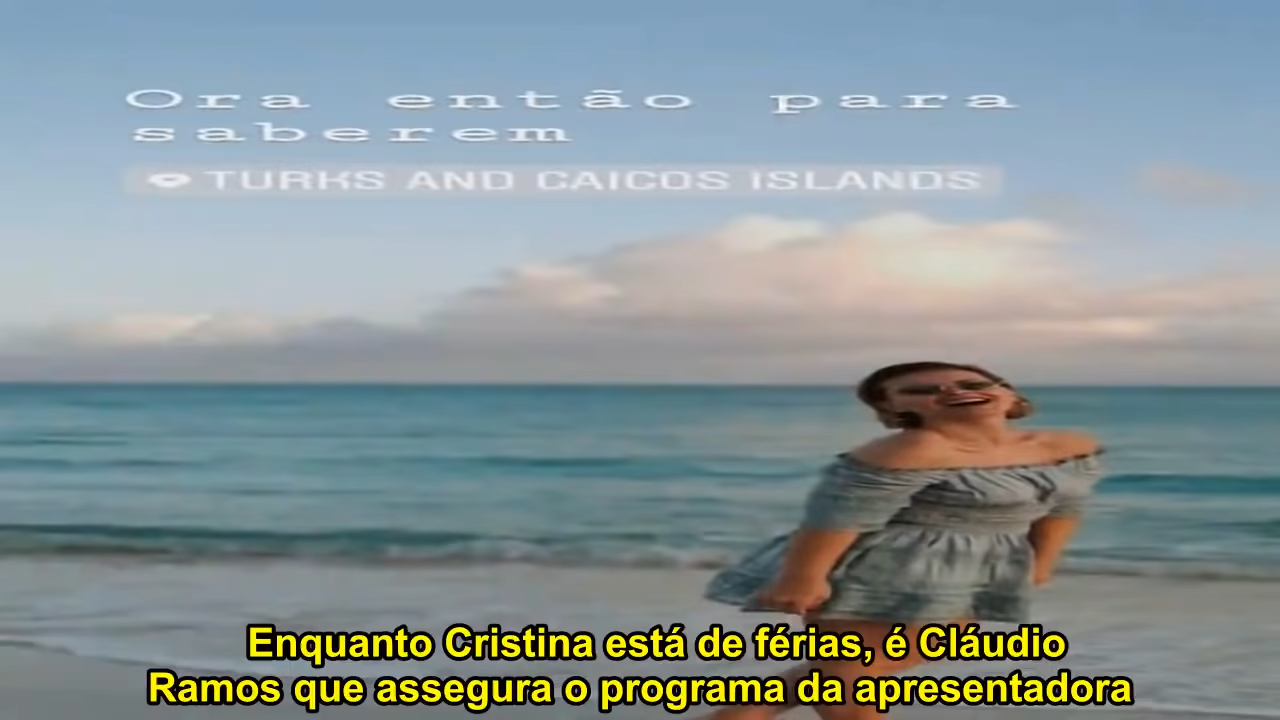 Ora então para
saberem
TURKS AND CAICOS ISLANDS
Enquanto Cristina está de férias, é Cláudio
Ramos que assegura o programa da apresentadora